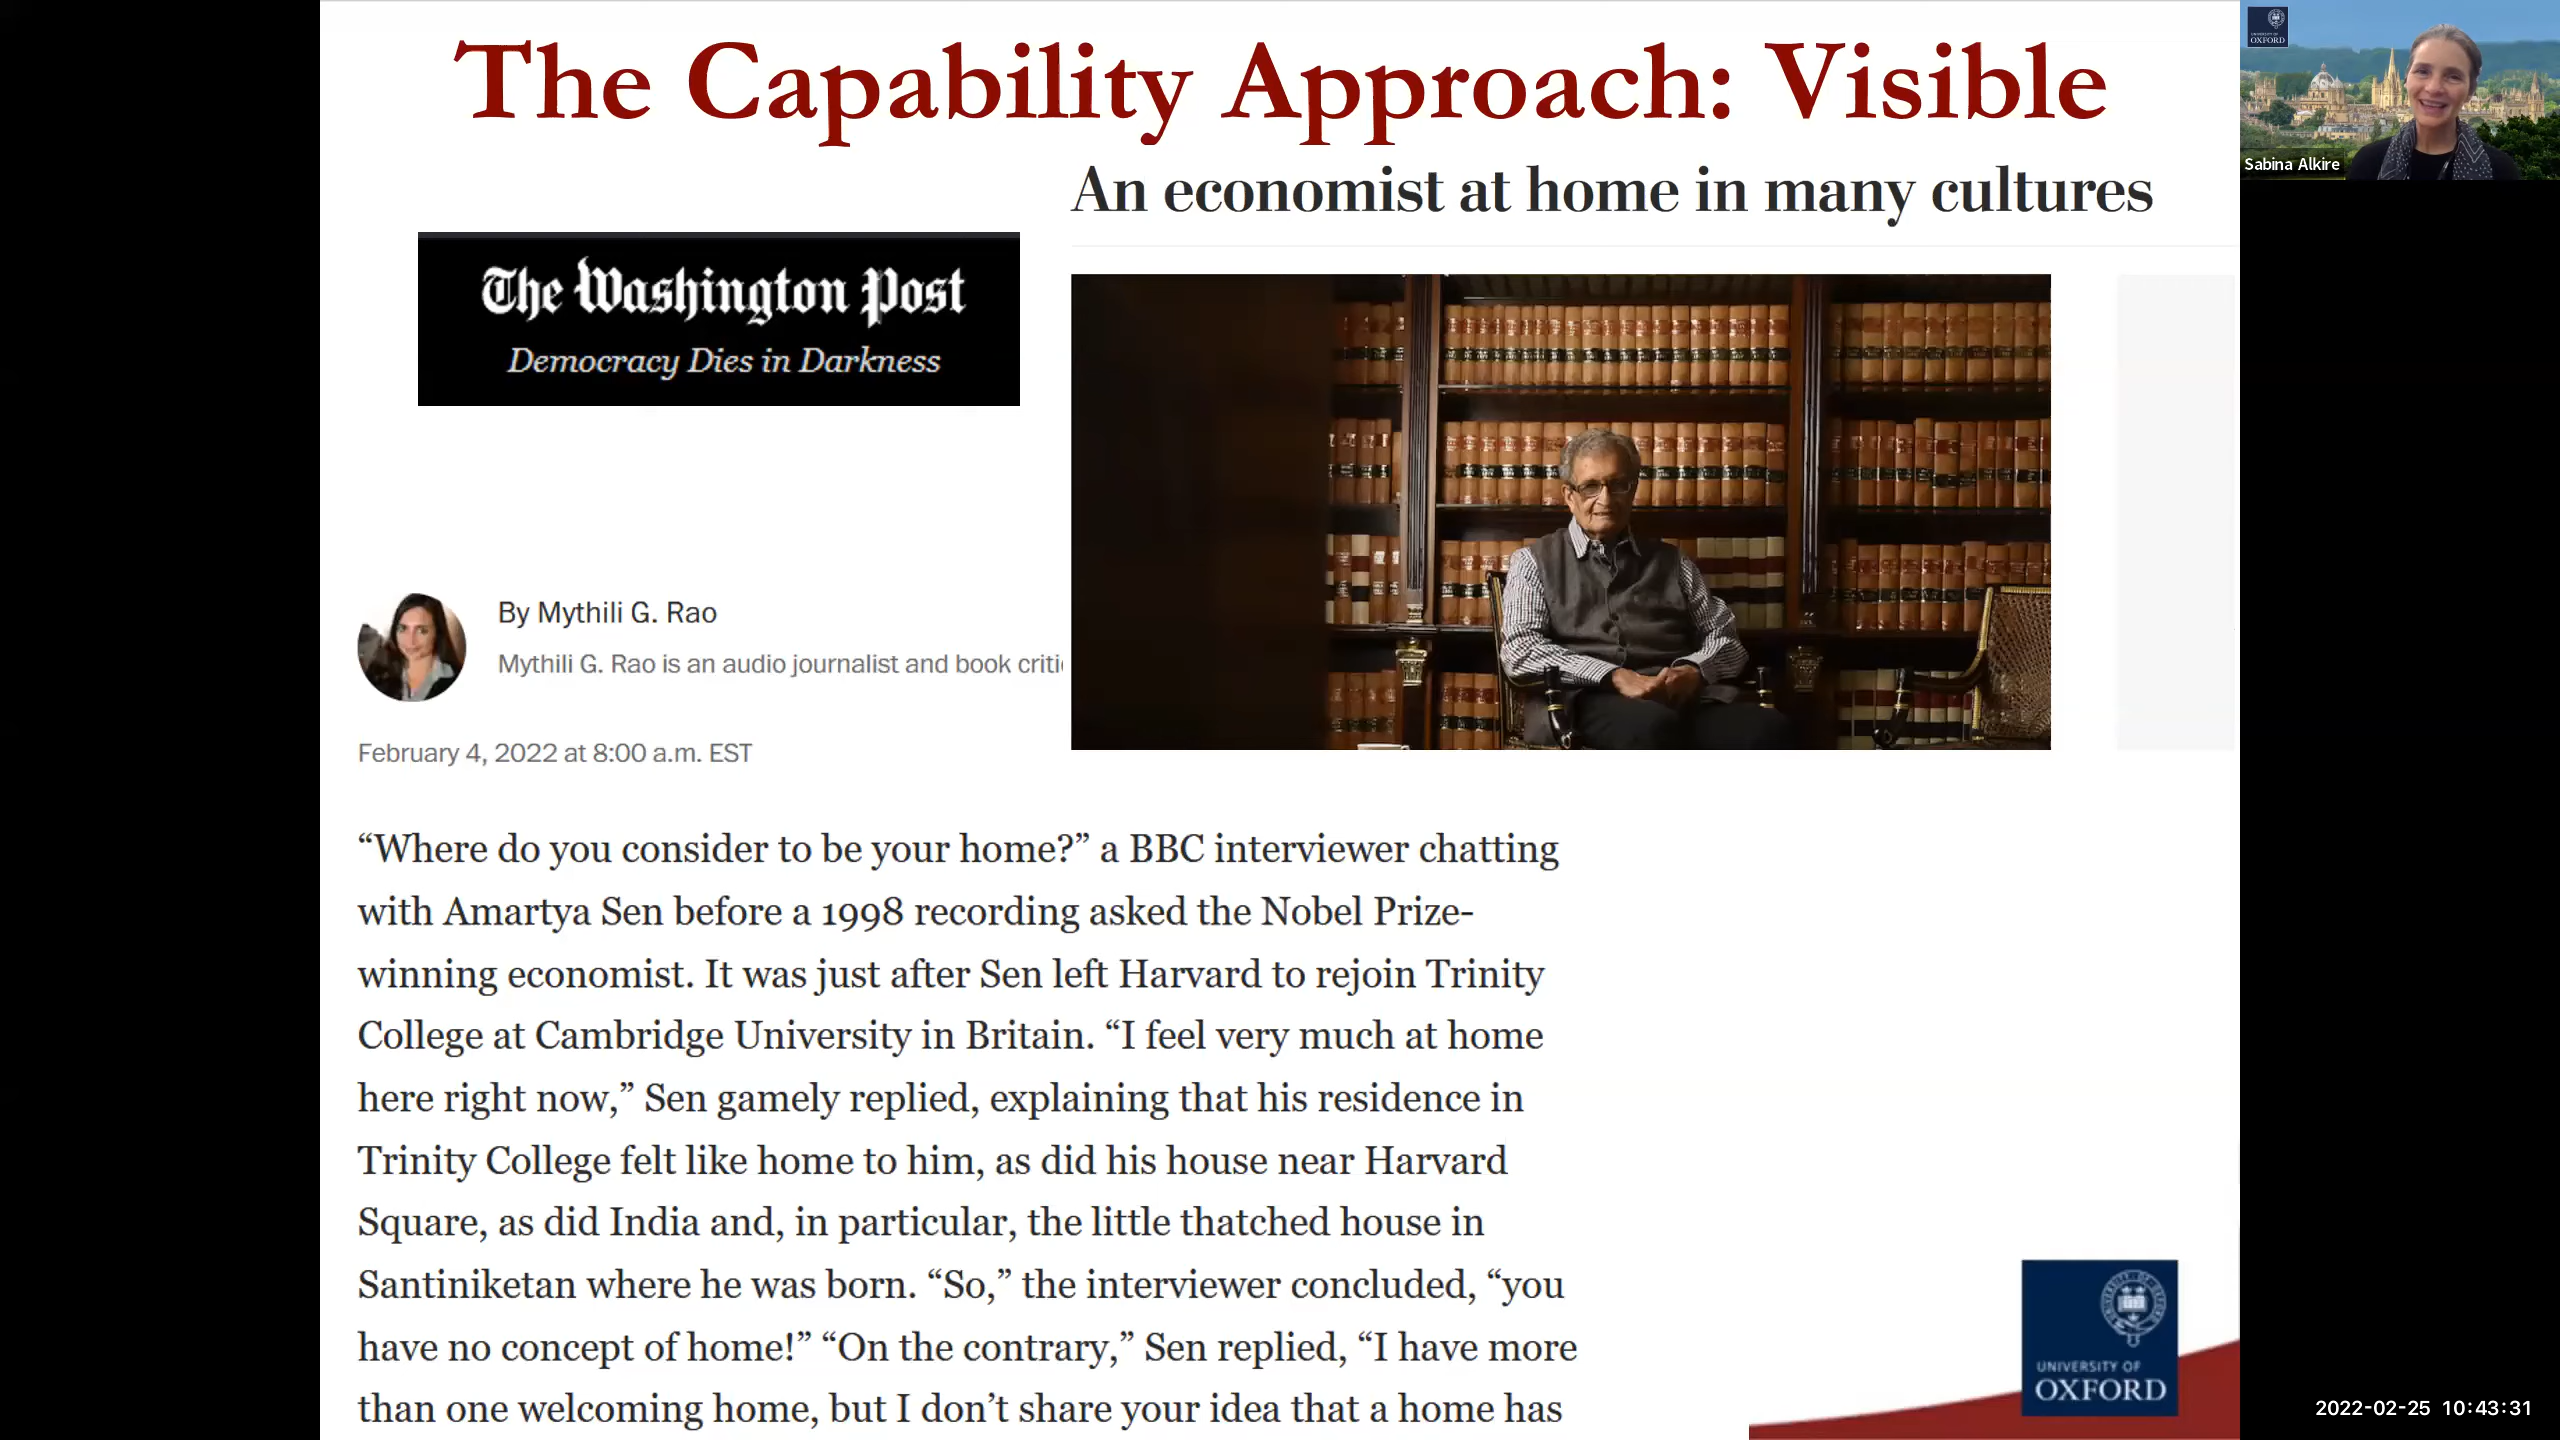 The Capability Approach: Visible
An economist at home in many cultures
The Washington Post
Democracy Dies in Darkness
By Mythili G. Rao
Mythili G. Rao is an audio journalist and book criti
February 4, 2022 at 8:00 a.m. EST
“Where do you consider to be your home?” a BBC interviewer chatting
with Amartya Sen before a 1998 recording asked the Nobel Prize-
winning economist. It was just after Sen left Harvard to rejoin Trinity
College at Cambridge University in Britain. “I feel very much at home
here right now,” Sen gamely replied, explaining that his residence in
Trinity College felt like home to him, as did his house near Harvard
Square, as did India and, in particular, the little thatched house in
Santiniketan where he was born. “So,” the interviewer concluded, “you
have no concept of home!” “On the contrary,” Sen replied, “I have more
than one welcoming home, but I don’t share your idea that a home has
UNIVERSITY OF
OXFORD
UNIVERSITY OF
OXFORD
Sabina Alkire
2022-02-25 10:43:31